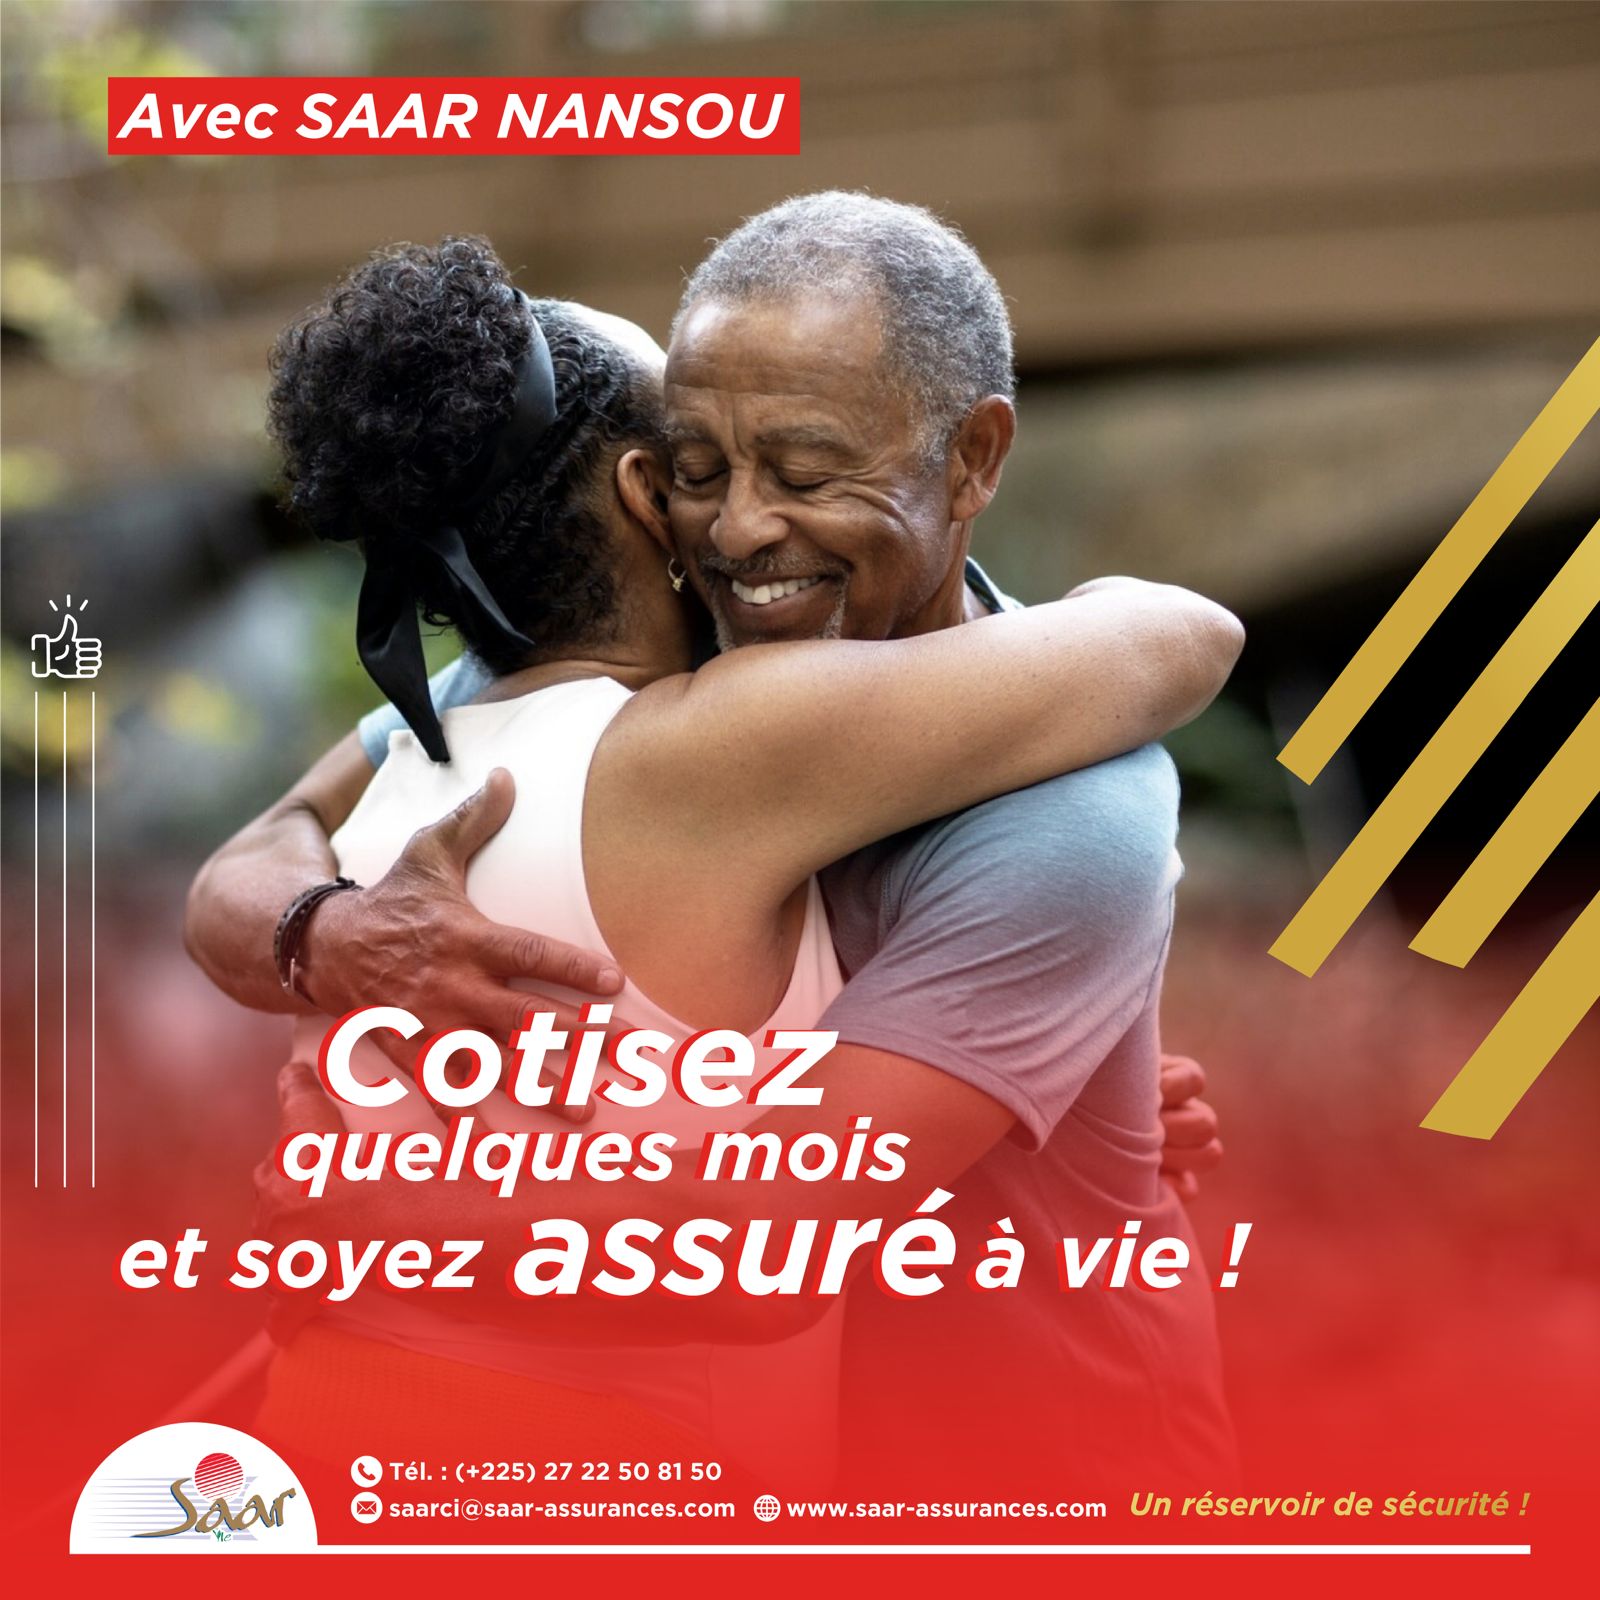 Avec SAAR NANSOU
Cotisez
quelques mois
et soyez assuré à vie !
Saar
Vie
Tél. : (+225) 27 22 50 81 50
saarci@saar-assurances.com www.saar-assurances.com Un réservoir de sécurité !